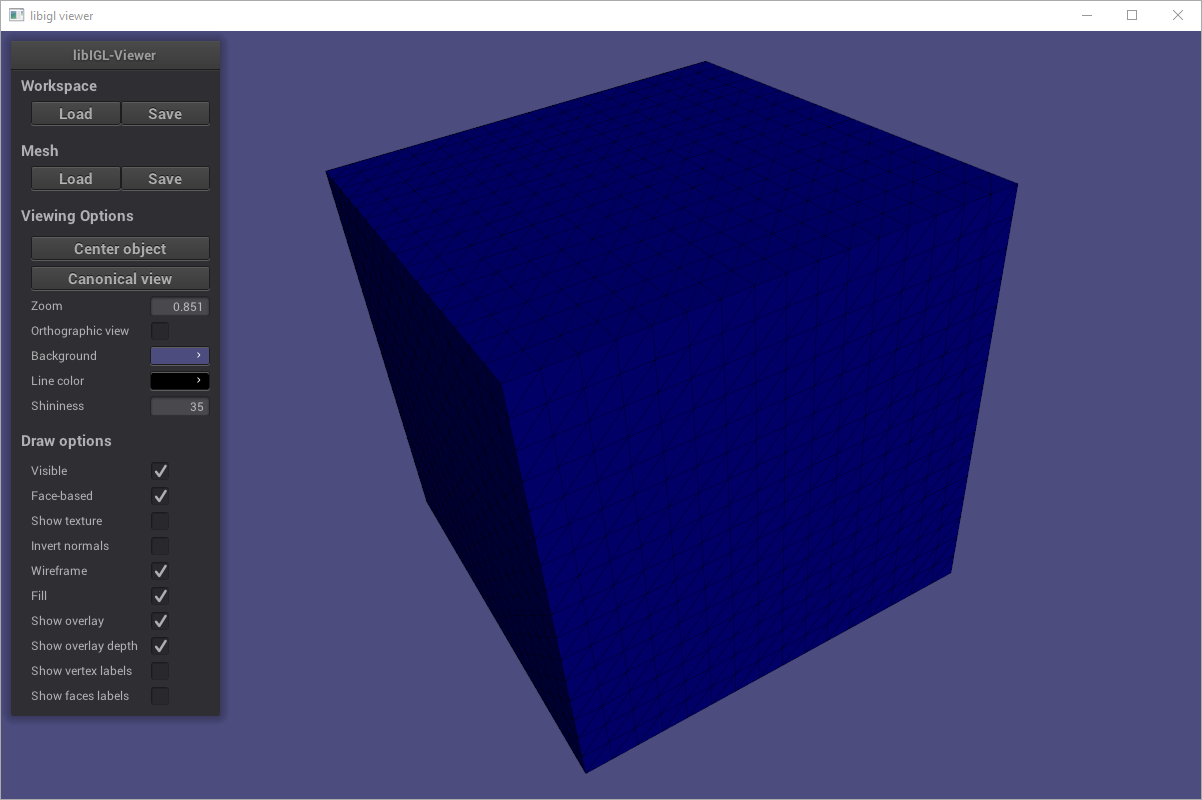 libigl viewer
libIGL-Viewer
Workspace
Load Save
Mesh
Load Save
Viewing Options
Center object
Canonical view
Zoom 0.851
Orthographic view
Background
Line color
Shininess 35
Draw options
Visible
Face-based
Show texture
Invert normals
Wireframe
Fill
Show overlay
Show overlay depth
Show vertex labels
Show faces labels